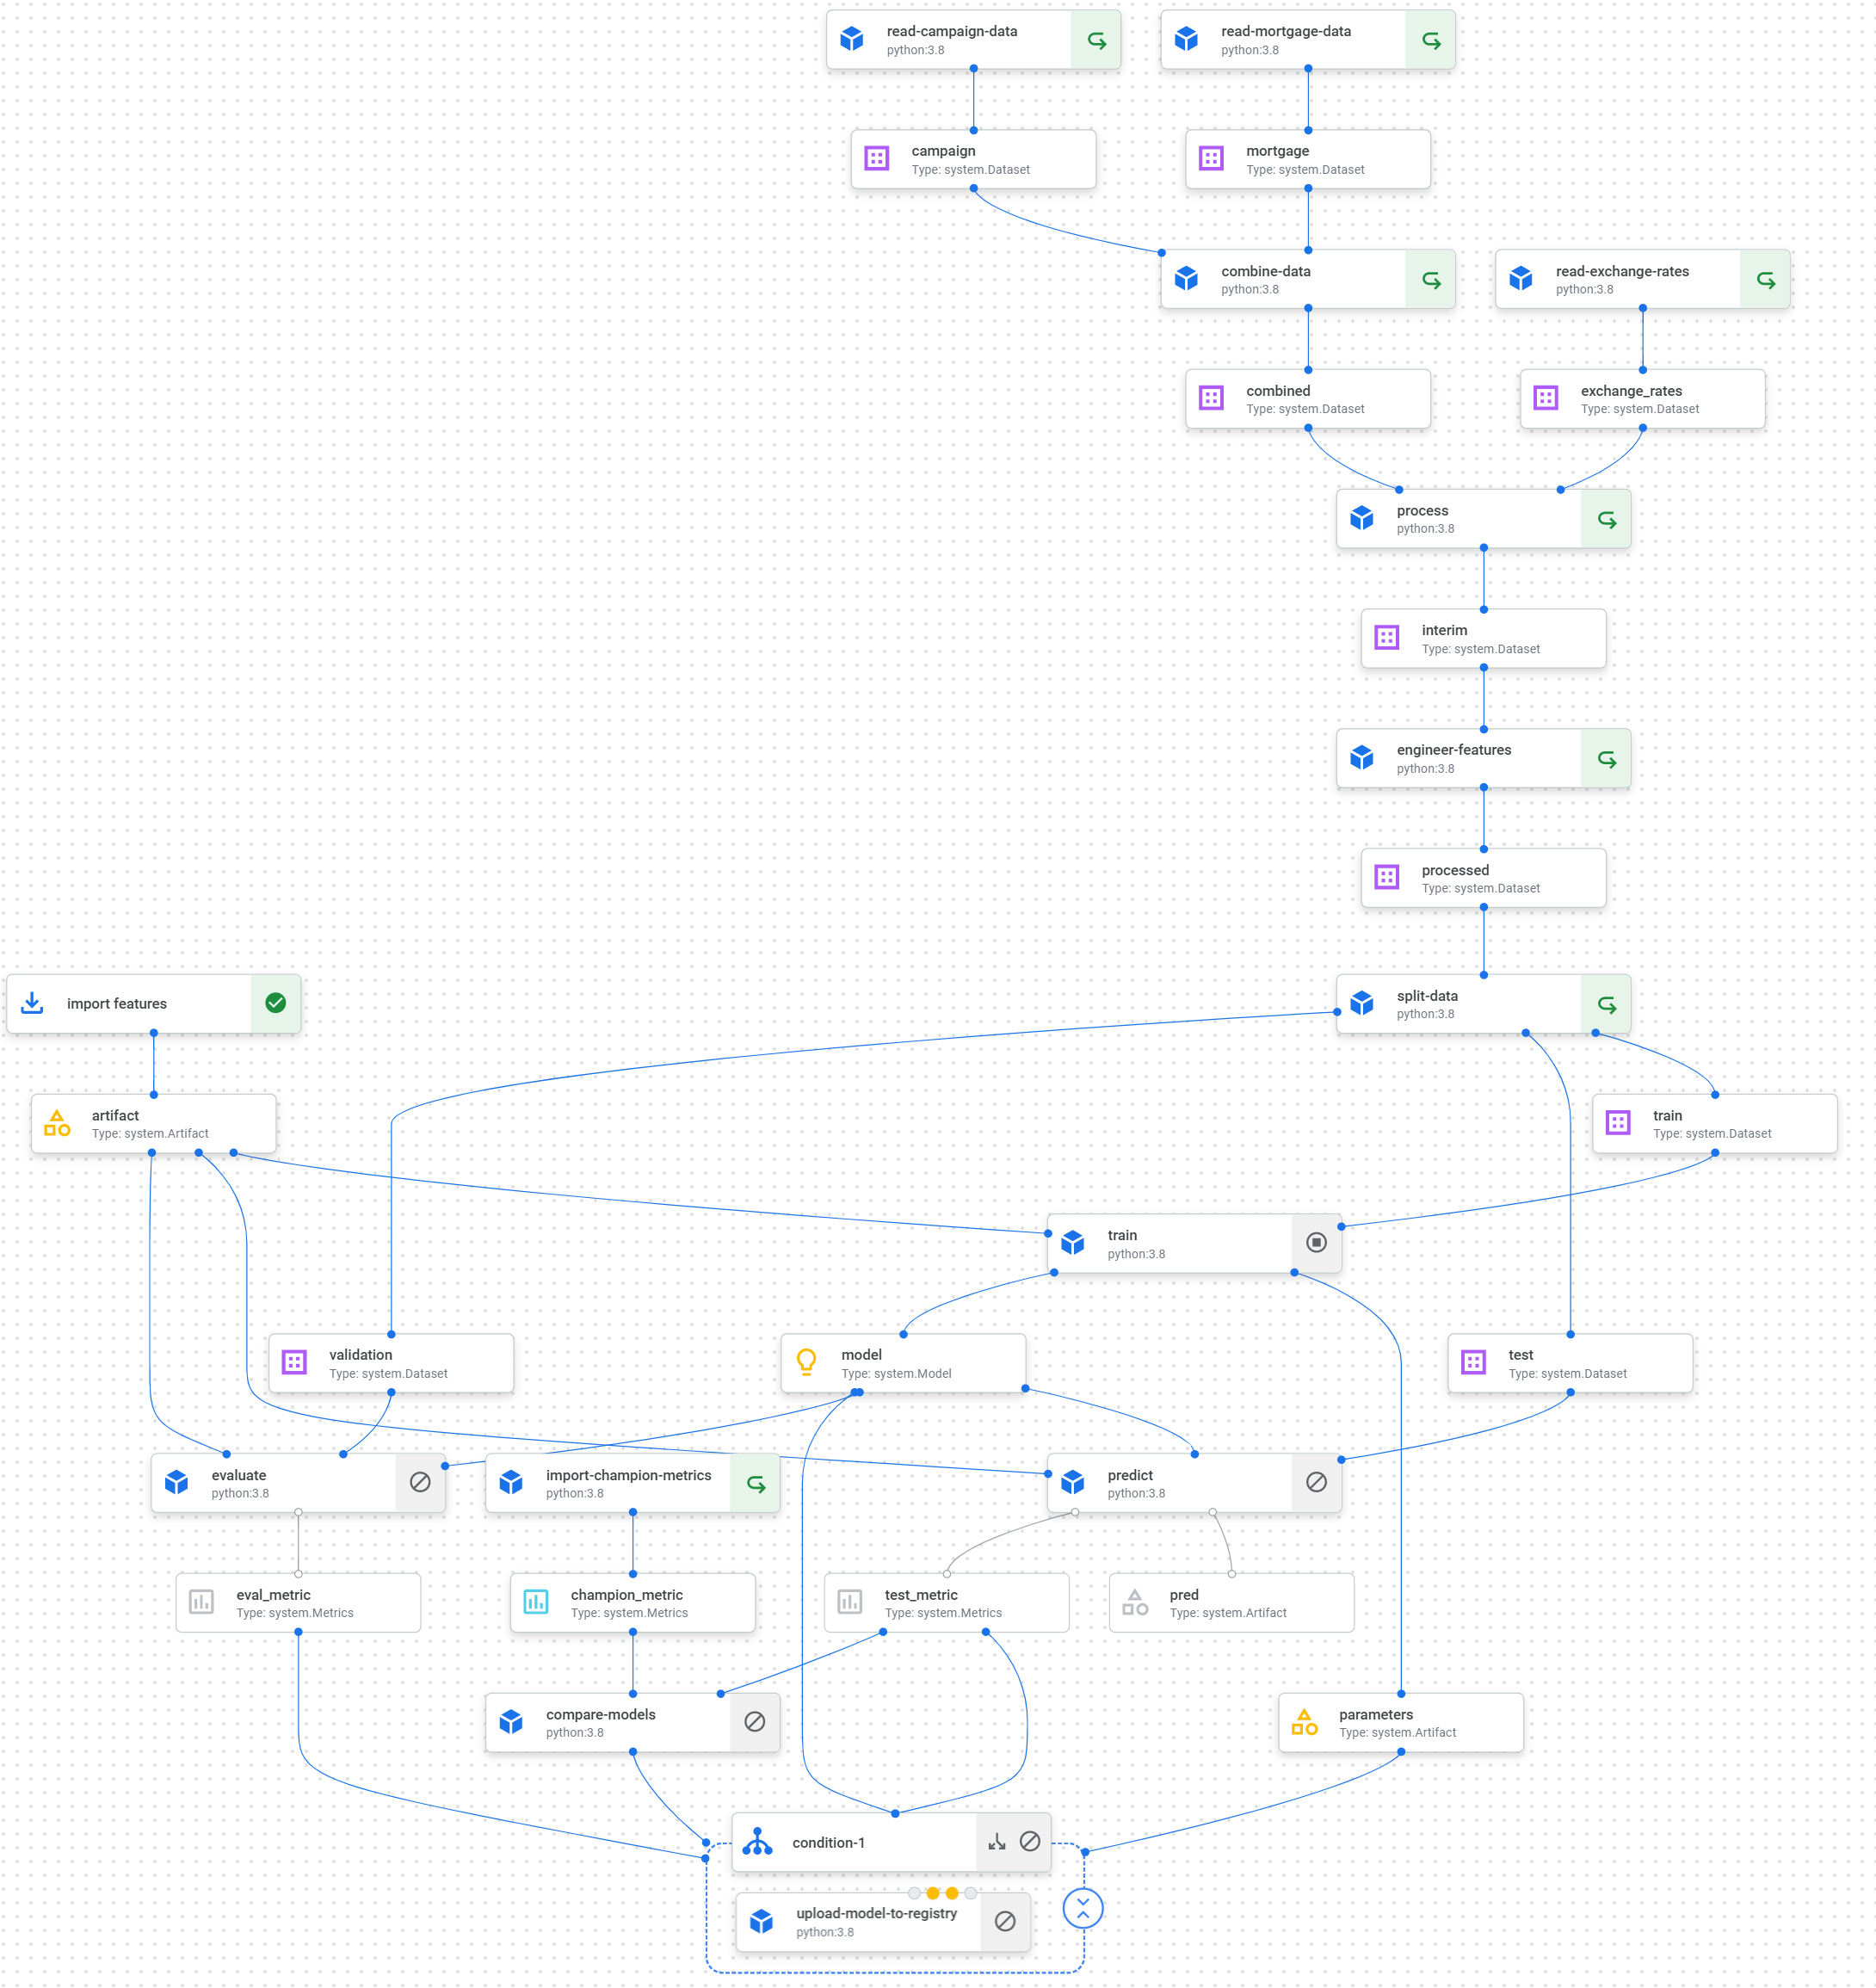 read-campaign-data
python:3.8
read-mortgage-data
python:3.8
campaign
Type: system.Dataset
mortgage
Type: system.Dataset
combine-data
python:3.8
read-exchange-rates
python:3.8
combined
Type: system.Dataset
exchange_rates
Type: system.Dataset
process
python:3.8
interim
Type: system.Dataset
engineer-features
python:3.8
processed
Type: system.Dataset
import features
split-data
python:3.8
artifact
Type: system.Artifact
train
Type: system.Dataset
train
python:3.8
validation
Type: system.Dataset
model
Type: system.Model
test
Type: system.Dataset
evaluate
python:3.8
import-champion-metrics
python:3.8
predict
python:3.8
eval_metric
Type: system.Metrics
champion_metric
Type: system.Metrics
test_metric
Type: system.Metrics
pred
Type: system.Artifact
compare-models
python:3.8
parameters
Type: system.Artifact
condition-1
upload-model-to-registry
python:3.8